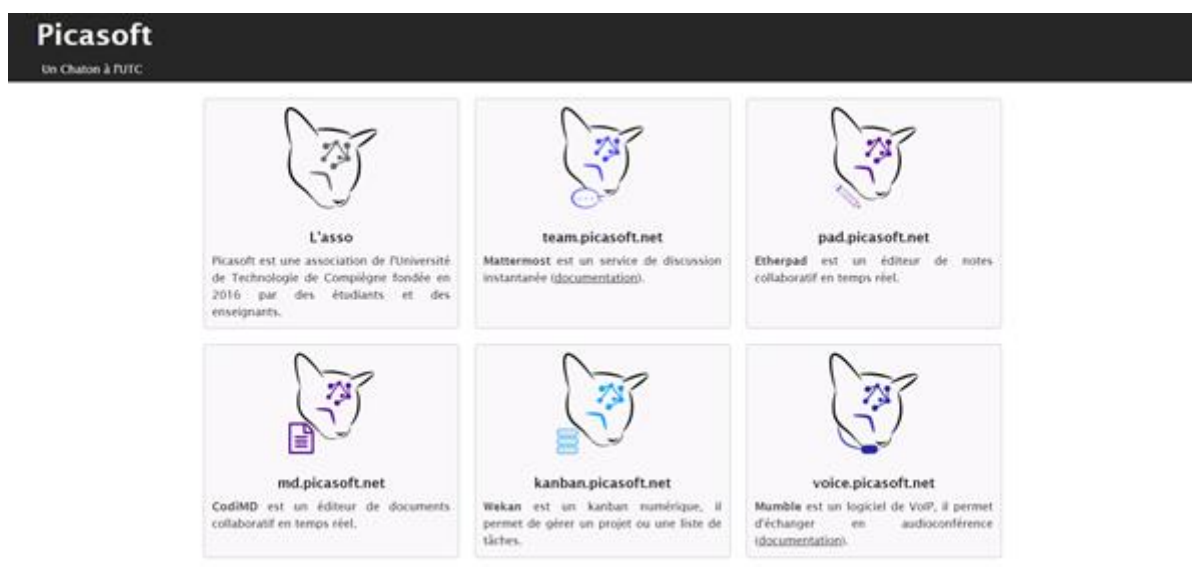 Picasoft
Un Chaton à l'UTC
L'asso
Picasoft est une association de l'Université
de Technologie de Compiègne fondée en
2016 par des étudiants et des
enseignants.
team.picasoft.net
Mattermost est un service de discussion
instantanée (documentation).
pad.picasoft.net
Etherpad est un éditeur de notes
collaboratif en temps réel.
md.picasoft.net
CodiMD est un éditeur de documents
collaboratif en temps réel.
kanban.picasoft.net
Wekan est un kanban numérique, il
permet de gérer un projet ou une liste de
tâches.
voice.picasoft.net
Mumble est un logiciel de VoIP, il permet
d'échanger en audioconférence
(documentation).